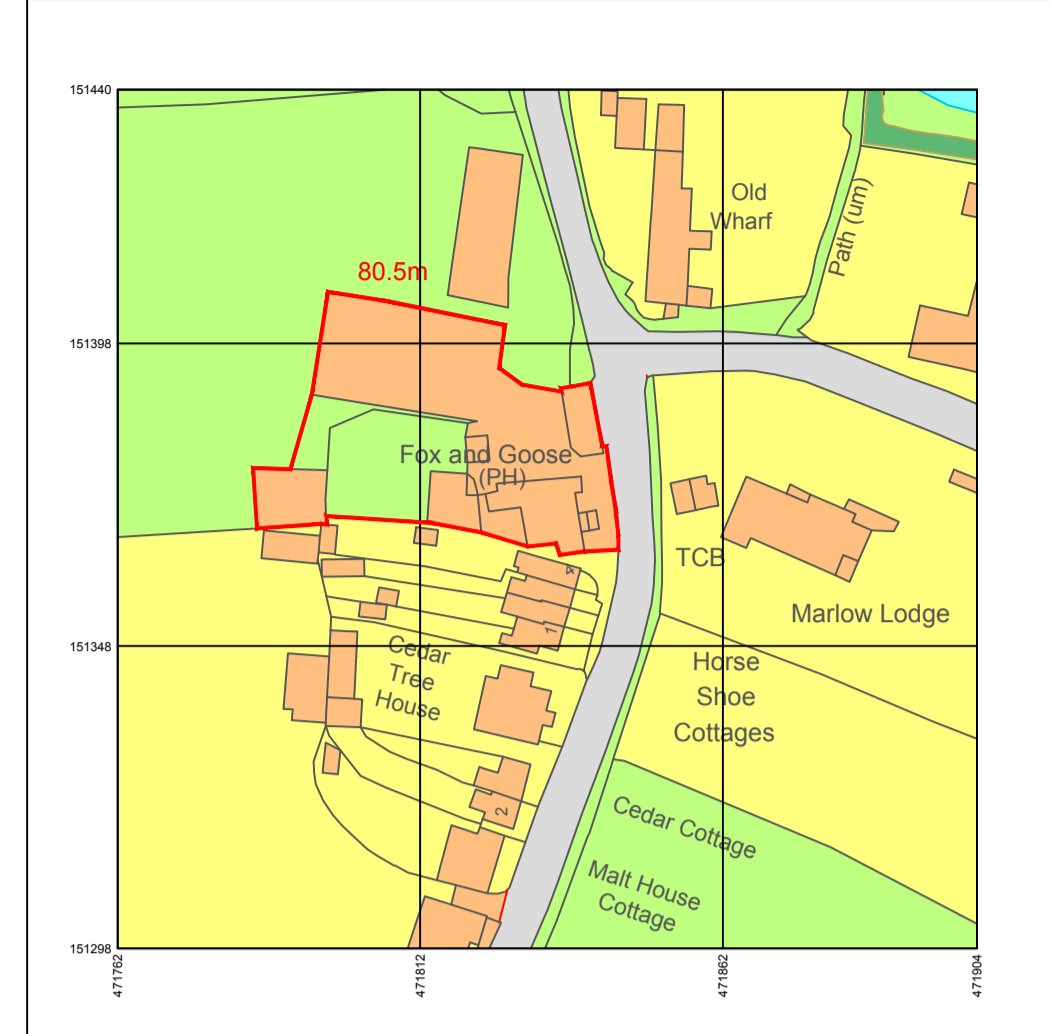 151440
Old
Wharf
Path (um)
80.5m
151398
Fox and Goose
(PH)
TCB
4
1
Marlow Lodge
151348
Cedar
Tree
House
Horse
Shoe
Cottages
2
Cedar Cottage
Malt House
Cottage
151298
471762
471812
471862
471904